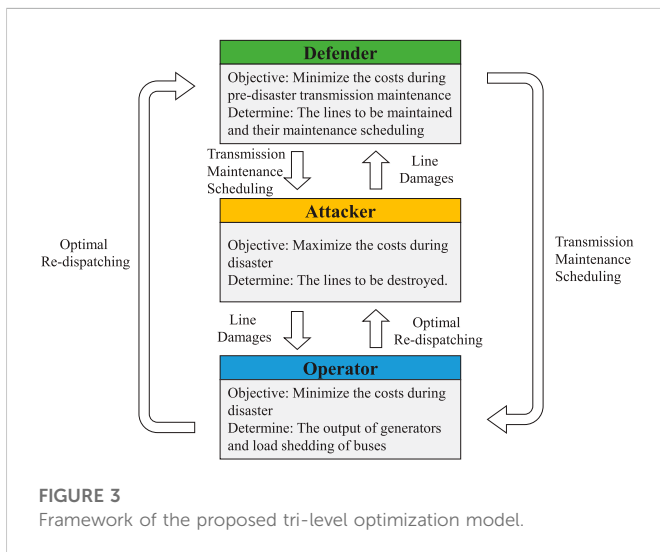 Defender
Objective: Minimize the costs during
pre-disaster transmission maintenance
Determine: The lines to be maintained
and their maintenance scheduling
Transmission
Maintenance
Scheduling
Line
Damages
Attacker
Objective: Maximize the costs during
disaster
Determine: The lines to be destroyed.
Optimal
Re-dispatching
Transmission
Maintenance
Scheduling
Line
Damages
Optimal
Re-dispatching
Operator
Objective: Minimize the costs during
disaster
Determine: The output of generators
and load shedding of buses
FIGURE 3
Framework of the proposed tri-level optimization model.